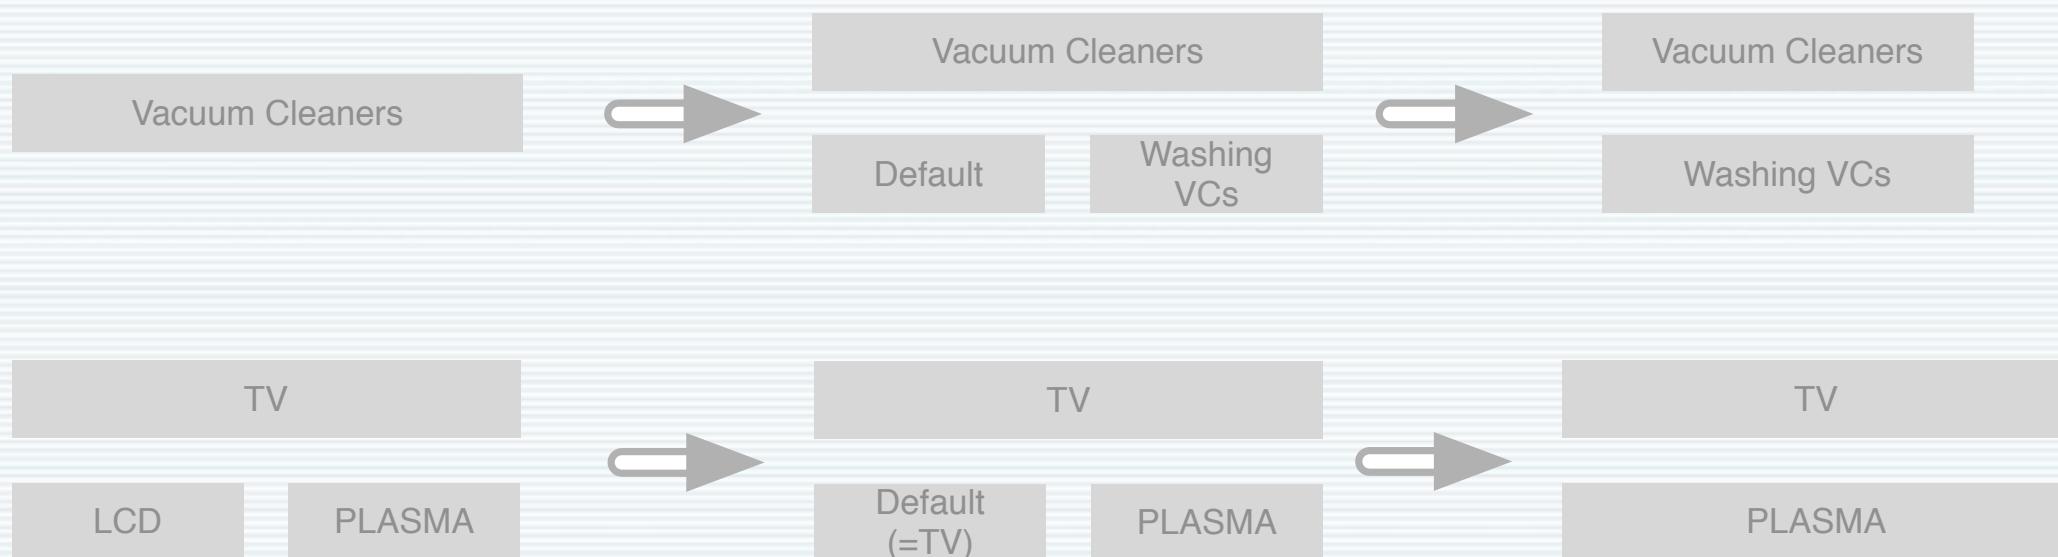 Vacuum Cleaners
Vacuum Cleaners
Default
Washing
VCs
Vacuum Cleaners
Washing VCs
TV
LCD
PLASMA
TV
Default
(=TV)
PLASMA
TV
PLASMA